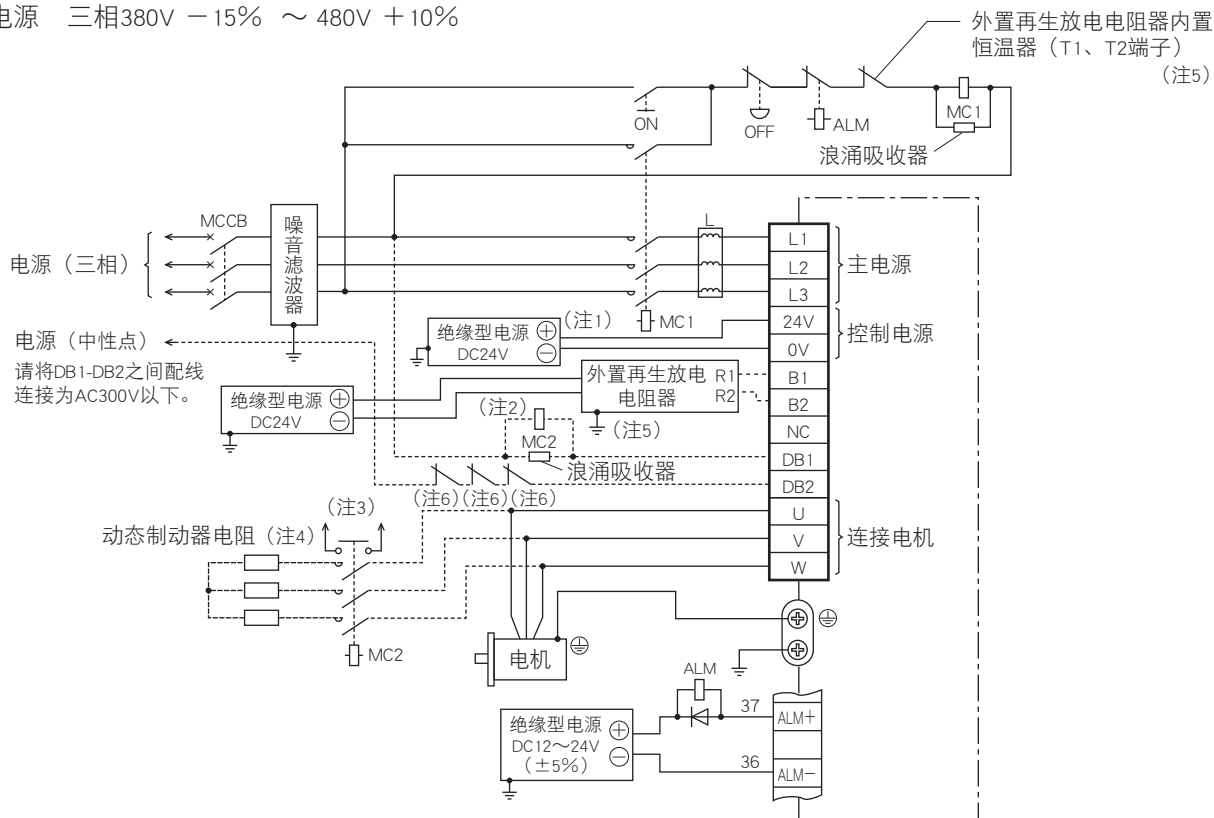 电源　三相380V －15%　～ 480V ＋10%
外置再生放电电阻器内置
恒温器（T1、T2端子）
（注5）
ON
OFF
ALM
MC1
浪涌吸收器
MCCB
噪音滤波器
L
电源（三相）
L1
L2
L3
主电源
MC1
电源（中性点）
请将DB1-DB2之间配线
连接为AC300V以下。
绝缘型电源
DC24V
（注1）
24V
0V
控制电源
绝缘型电源
DC24V
外置再生放电
电阻器
R1
R2
（注5）
B1
B2
NC
（注2）
MC2
浪涌吸收器
DB1
DB2
（注6）（注6）（注6）
U
V
W
连接电机
（注3）
动态制动器电阻（注4）
MC2
电机
ALM
绝缘型电源
DC12～24V
（±5%）
37
ALM＋
36
ALM－